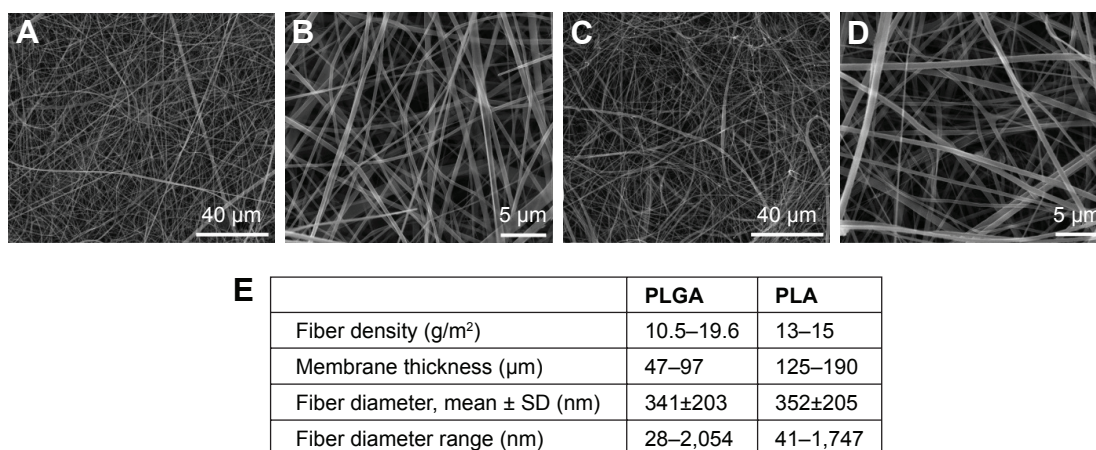 A B C D
40 µm 5 µm 40 µm 5 µm
E
PLGA PLA
Fiber density (g/m²) 10.5–19.6 13–15
Membrane thickness (µm) 47–97 125–190
Fiber diameter, mean ± SD (nm) 341±203 352±205
Fiber diameter range (nm) 28–2,054 41–1,747